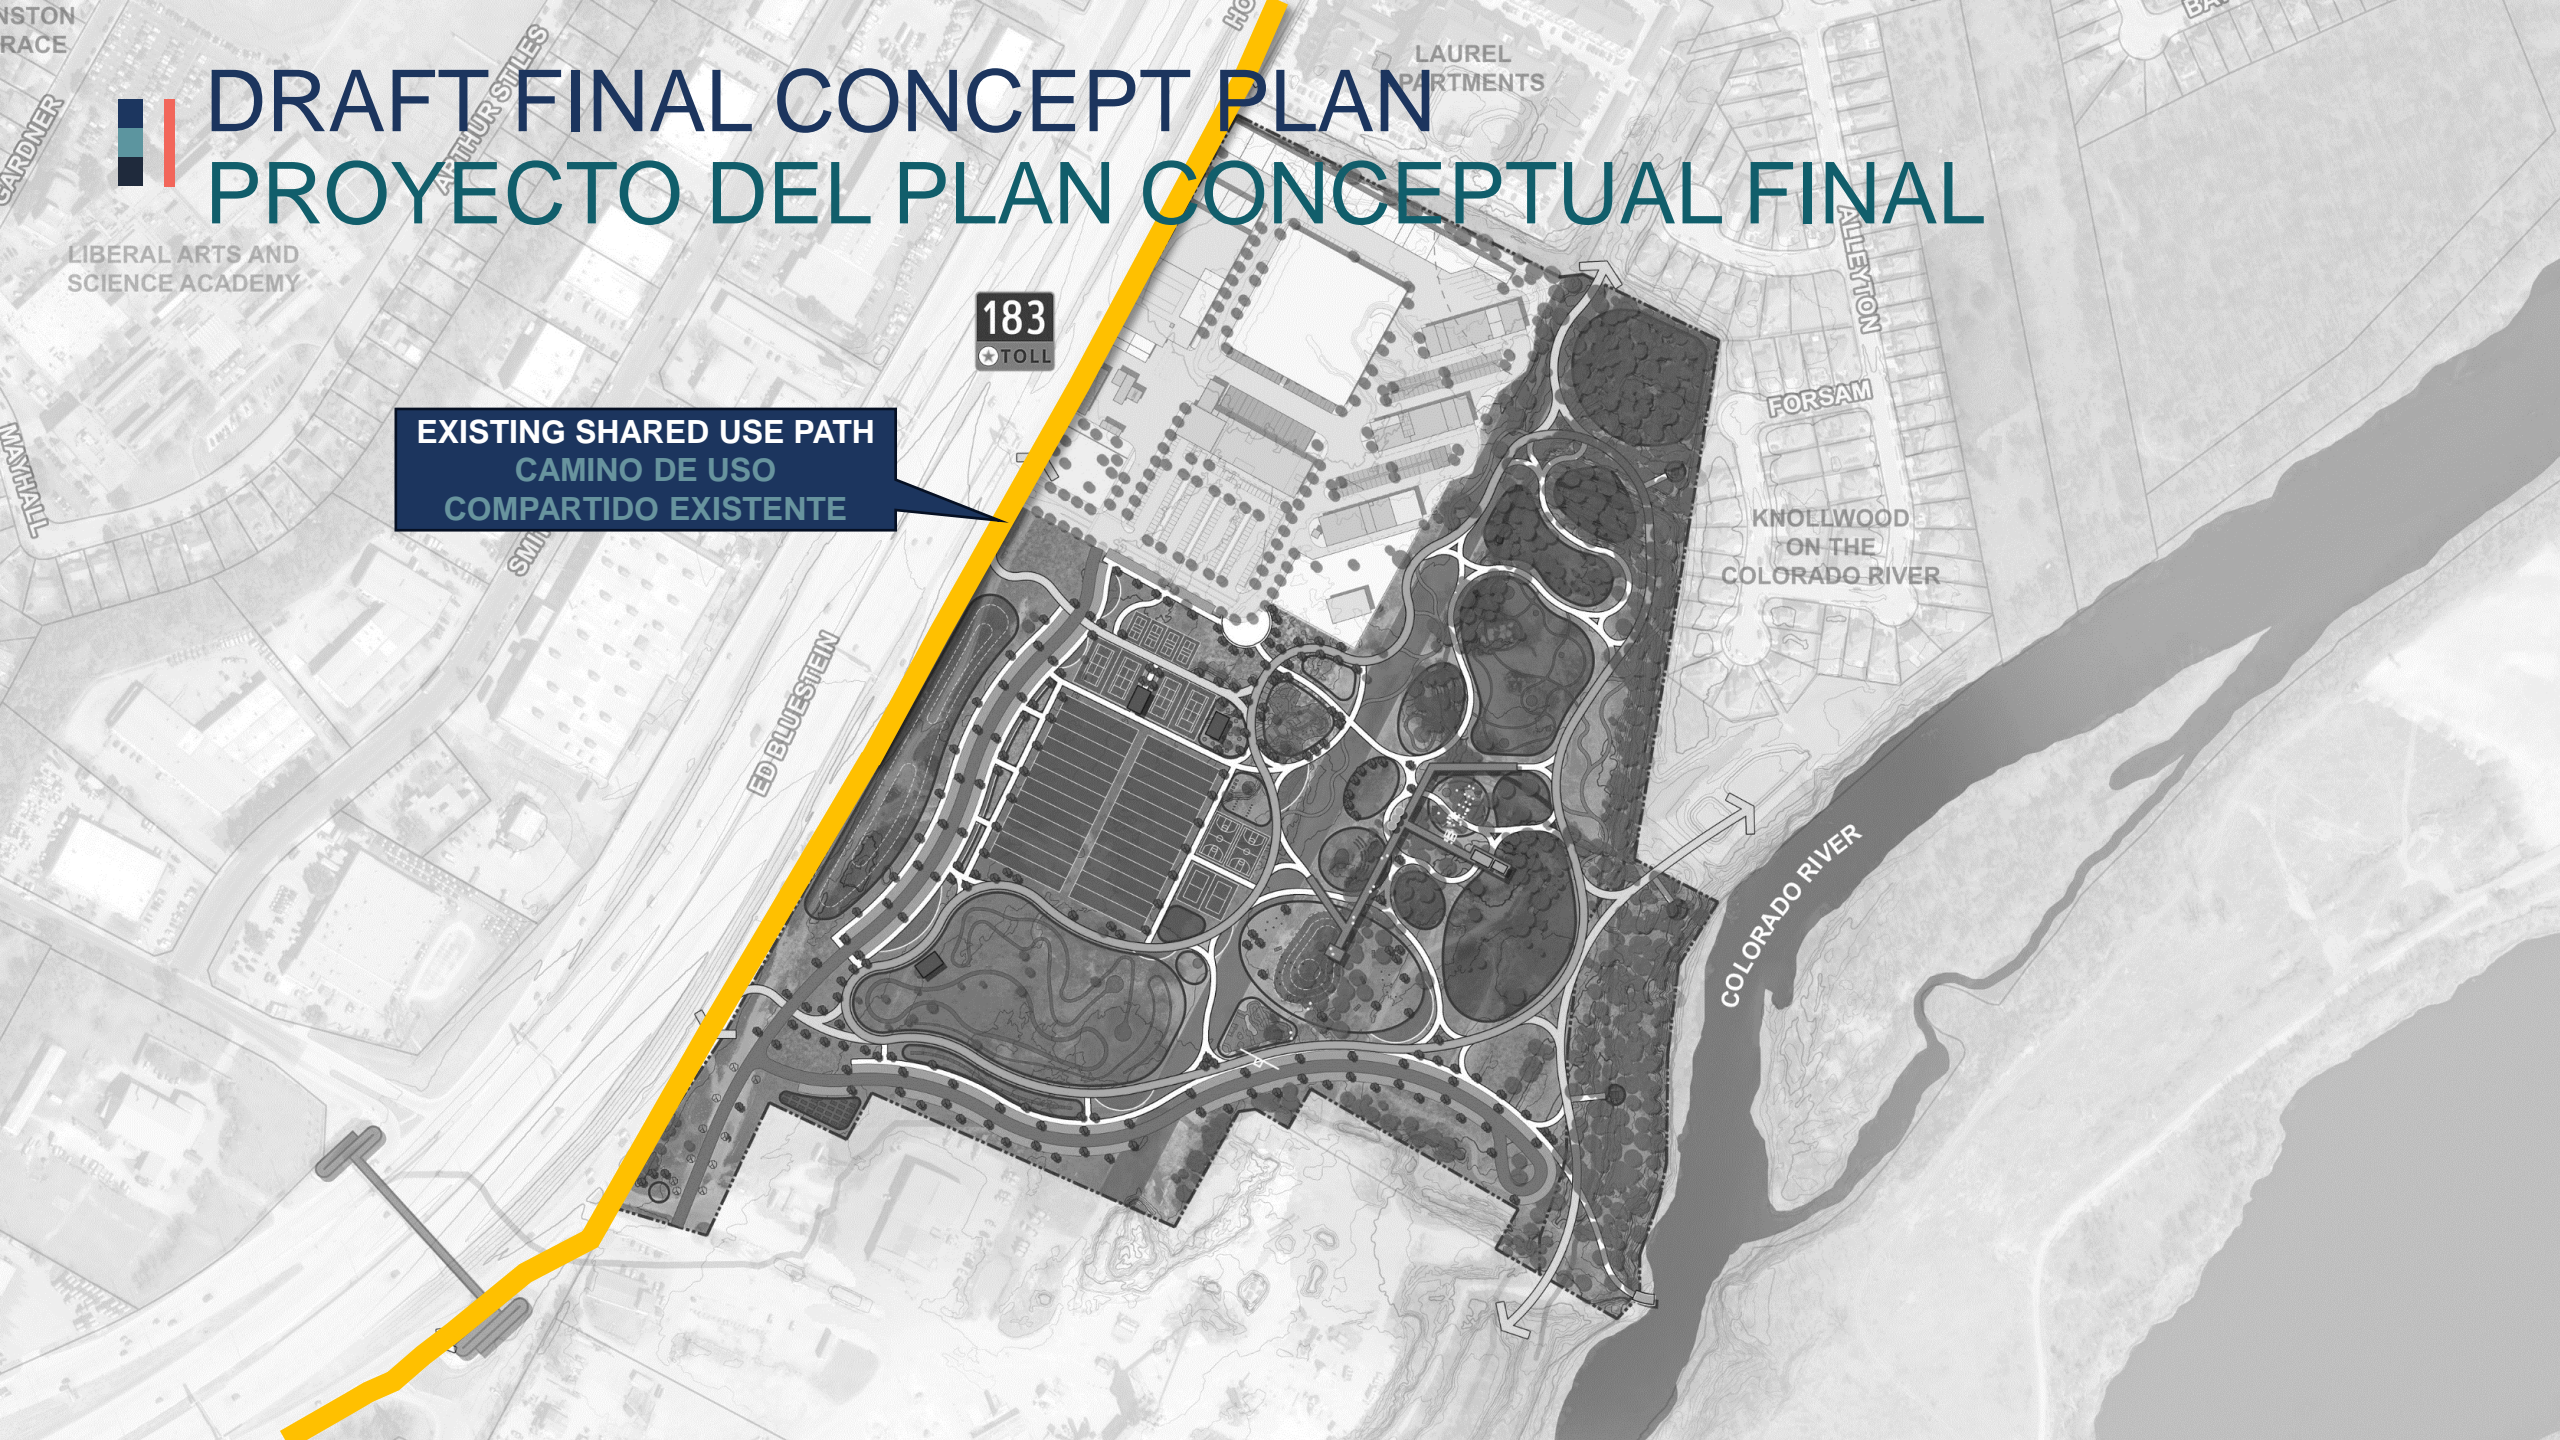 DRAFT FINAL CONCEPT PLAN
PROYECTO DEL PLAN CONCEPTUAL FINAL
GARDNER
ARTHUR STILES
LAUREL
LIBERAL ARTS AND
SCIENCE ACADEMY
183
TOLL
ALLEYTON
FORSAM
EXISTING SHARED USE PATH
CAMINO DE USO
COMPARTIDO EXISTENTE
MAYHALL
KNOLLWOOD
ON THE
COLORADO RIVER
ED BLUESTEIN
COLORADO RIVER